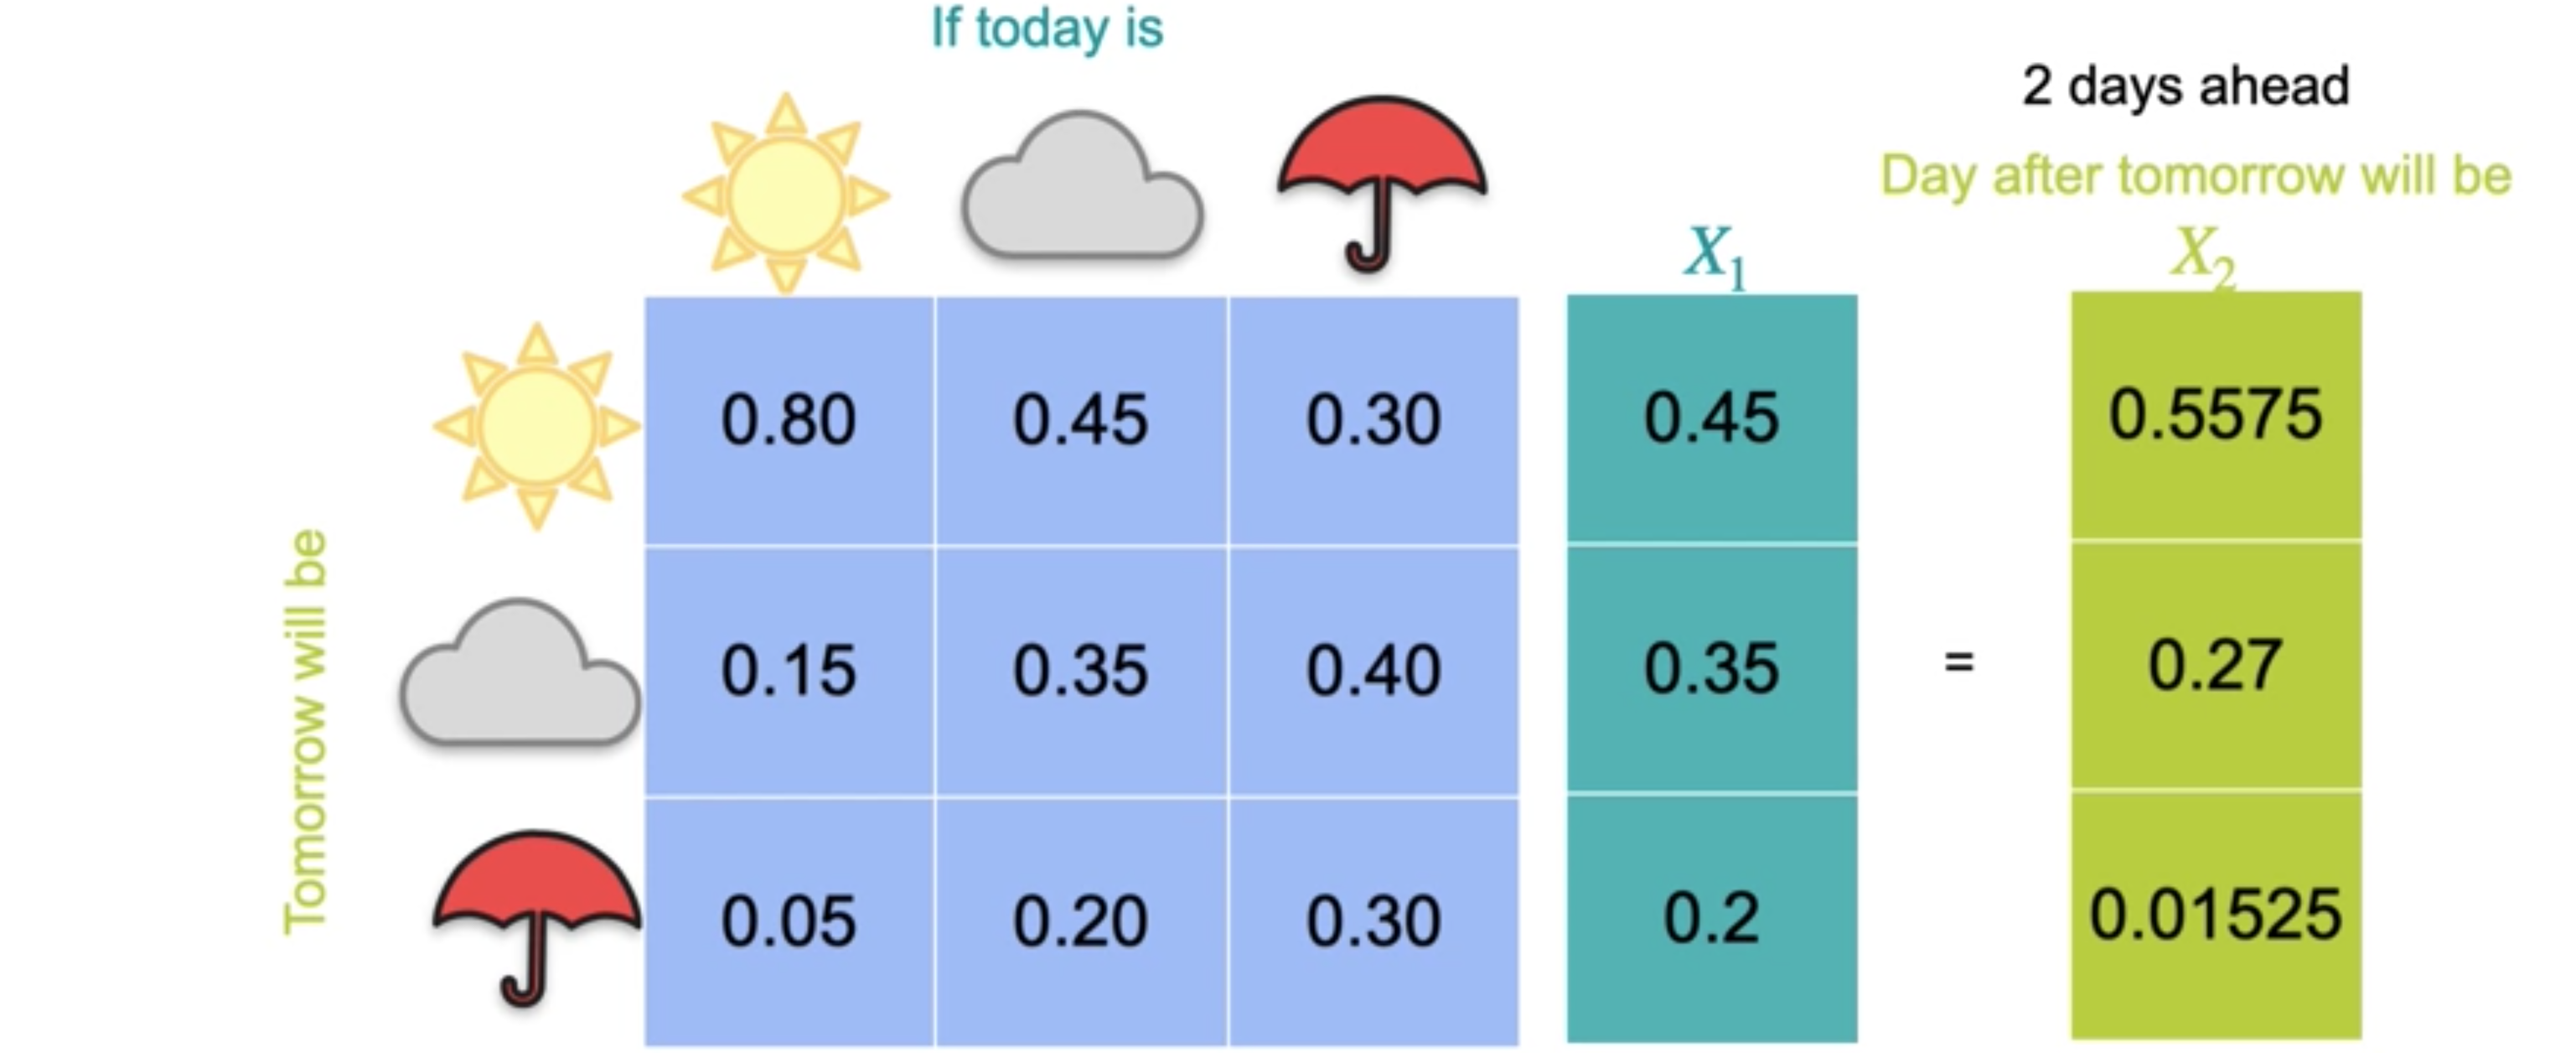 If today is
2 days ahead
Day after tomorrow will be
X₁ X₂
Tomorrow will be
0.80 0.45 0.30 0.45 0.5575
0.15 0.35 0.40 0.35 = 0.27
0.05 0.20 0.30 0.2 0.01525